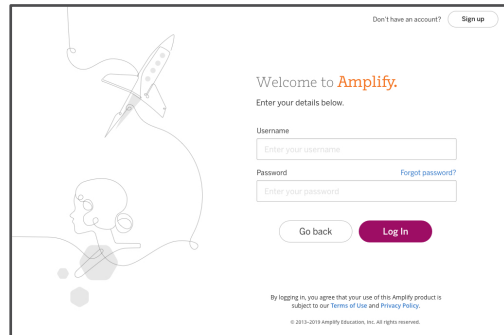 Don't have an account? Sign up
Welcome to Amplify.
Enter your details below.
Username
Enter your username
Password Forgot password?
Enter your password
Go back Log In
By logging in, you agree that your use of this Amplify product is
subject to our Terms of Use and Privacy Policy.
© 2013–2019 Amplify Education, Inc. All rights reserved.